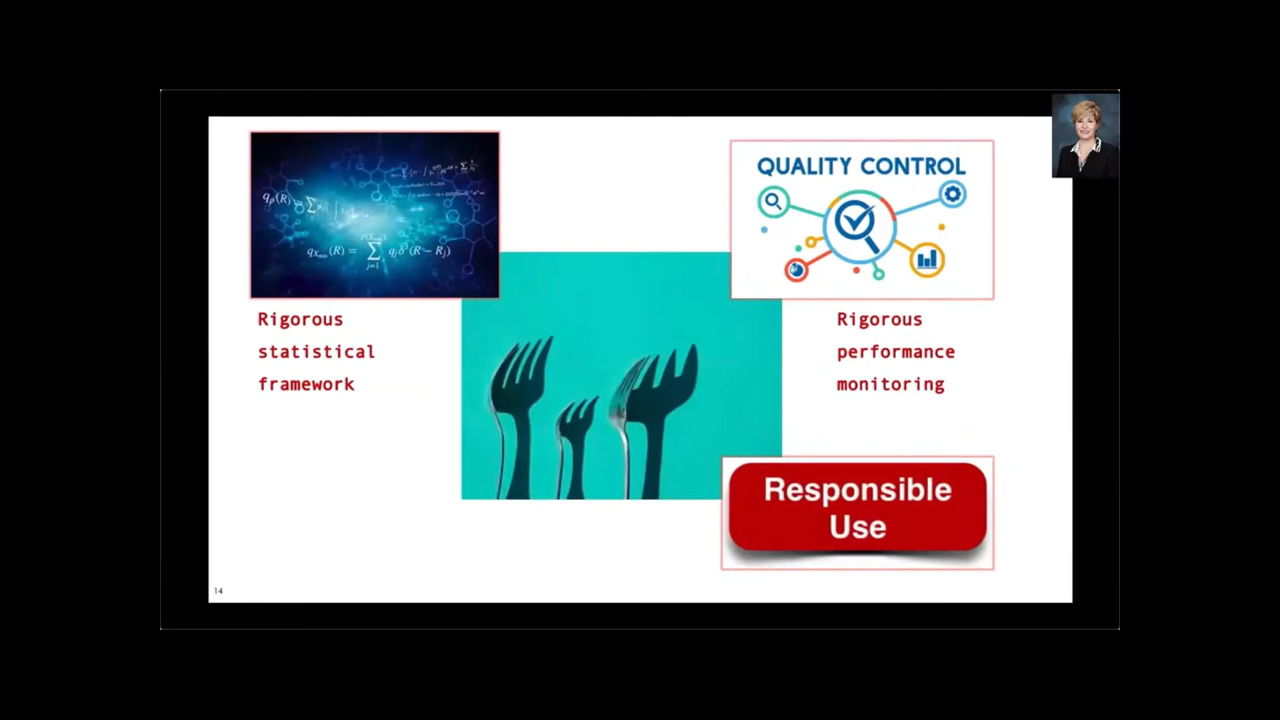 Rigorous
statistical
framework
QUALITY CONTROL
Rigorous
performance
monitoring
Responsible
Use
14